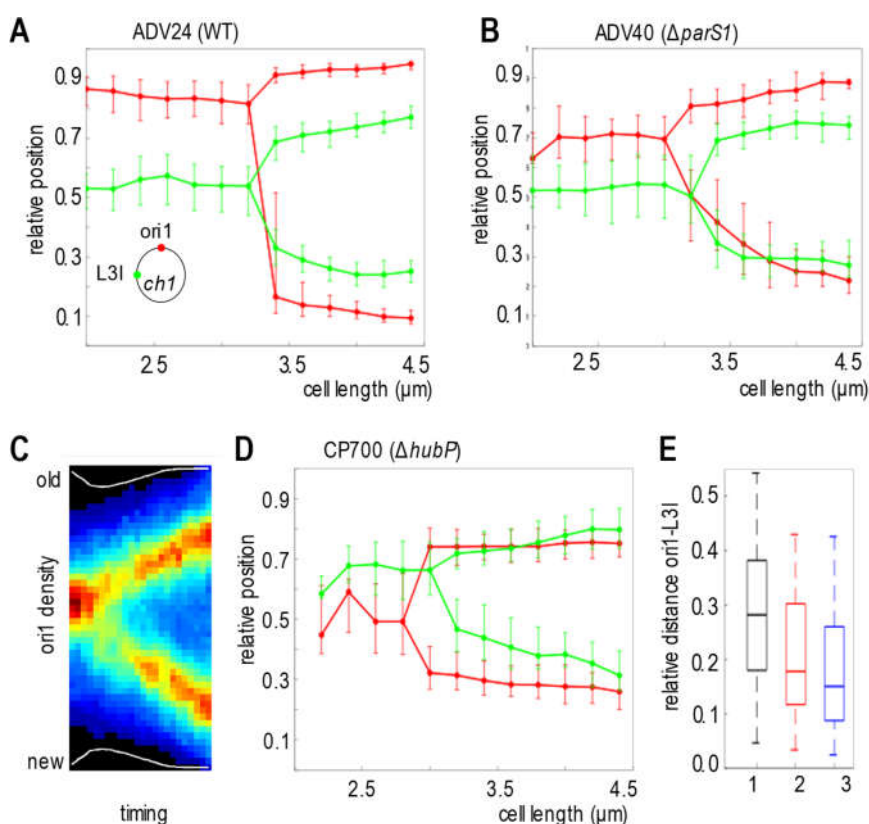 A
ADV24 (WT)
relative position
0.9
0.7
0.5
0.3
0.1
ori1
L3I
ch1
2.5
3.5
4.5
cell length (µm)
B
ADV40 (ΔparS1)
relative position
0.9
0.7
0.5
0.3
0.1
2.5
3.5
4.5
cell length (µm)
C
old
ori1 density
new
timing
D
CP700 (ΔhubP)
relative position
0.9
0.7
0.5
0.3
0.1
2.5
3.5
4.5
cell length (µm)
E
relative distance ori1-L3I
0.5
0.4
0.3
0.2
0.1
0.0
1 2 3